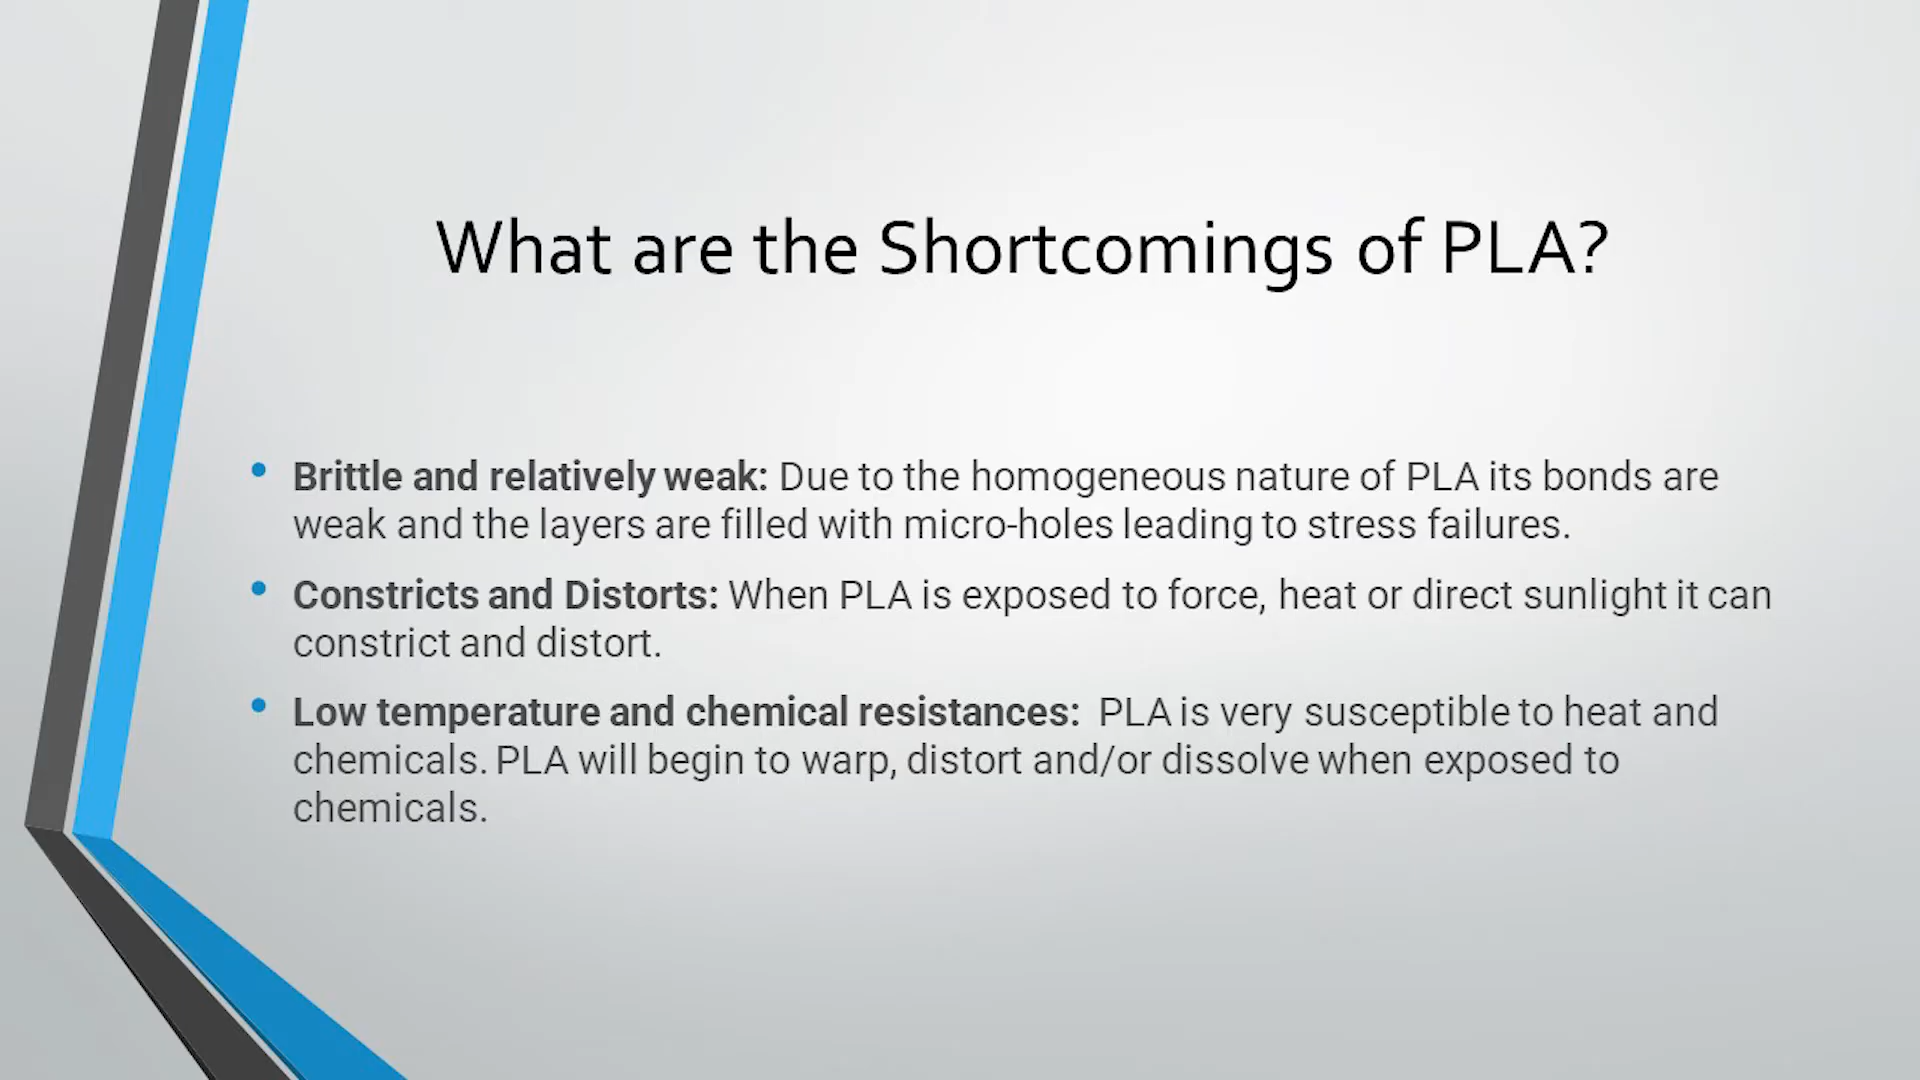 What are the Shortcomings of PLA?
• Brittle and relatively weak: Due to the homogeneous nature of PLA its bonds are
weak and the layers are filled with micro-holes leading to stress failures.
• Constricts and Distorts: When PLA is exposed to force, heat or direct sunlight it can
constrict and distort.
• Low temperature and chemical resistances: PLA is very susceptible to heat and
chemicals. PLA will begin to warp, distort and/or dissolve when exposed to
chemicals.